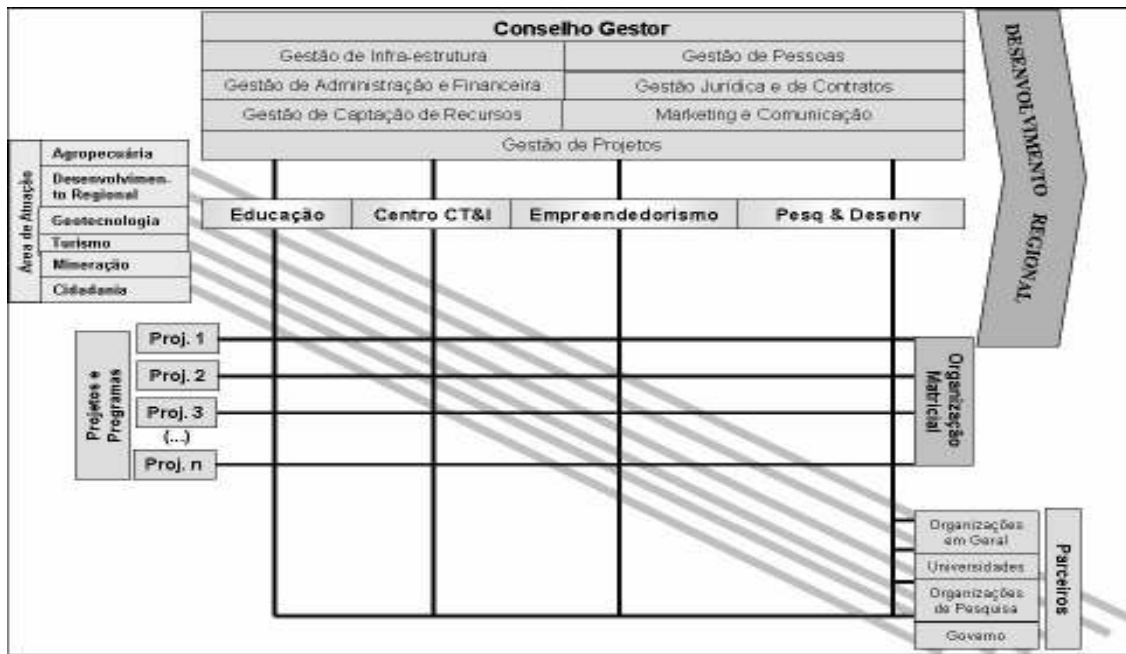 Conselho Gestor
Gestão de Infra-estrutura
Gestão de Pessoas
Gestão de Administração e Financeira
Gestão Jurídica e de Contratos
Gestão de Captação de Recursos
Marketing e Comunicação
Gestão de Projetos
DESENVOLVIMENTO REGIONAL
Área de Atuação
Agropecuária
Desenvolvimen-
to Regional
Geotecnologia
Turismo
Mineração
Cidadania
Educação
Centro CT&I
Empreendedorismo
Pesq & Desenv
Projetos e
Programas
Proj. 1
Proj. 2
Proj. 3
(...)
Proj. n
Organização
Matricial
Organizações
em Geral
Universidades
Organizações
de Pesquisa
Governo
Parceiros